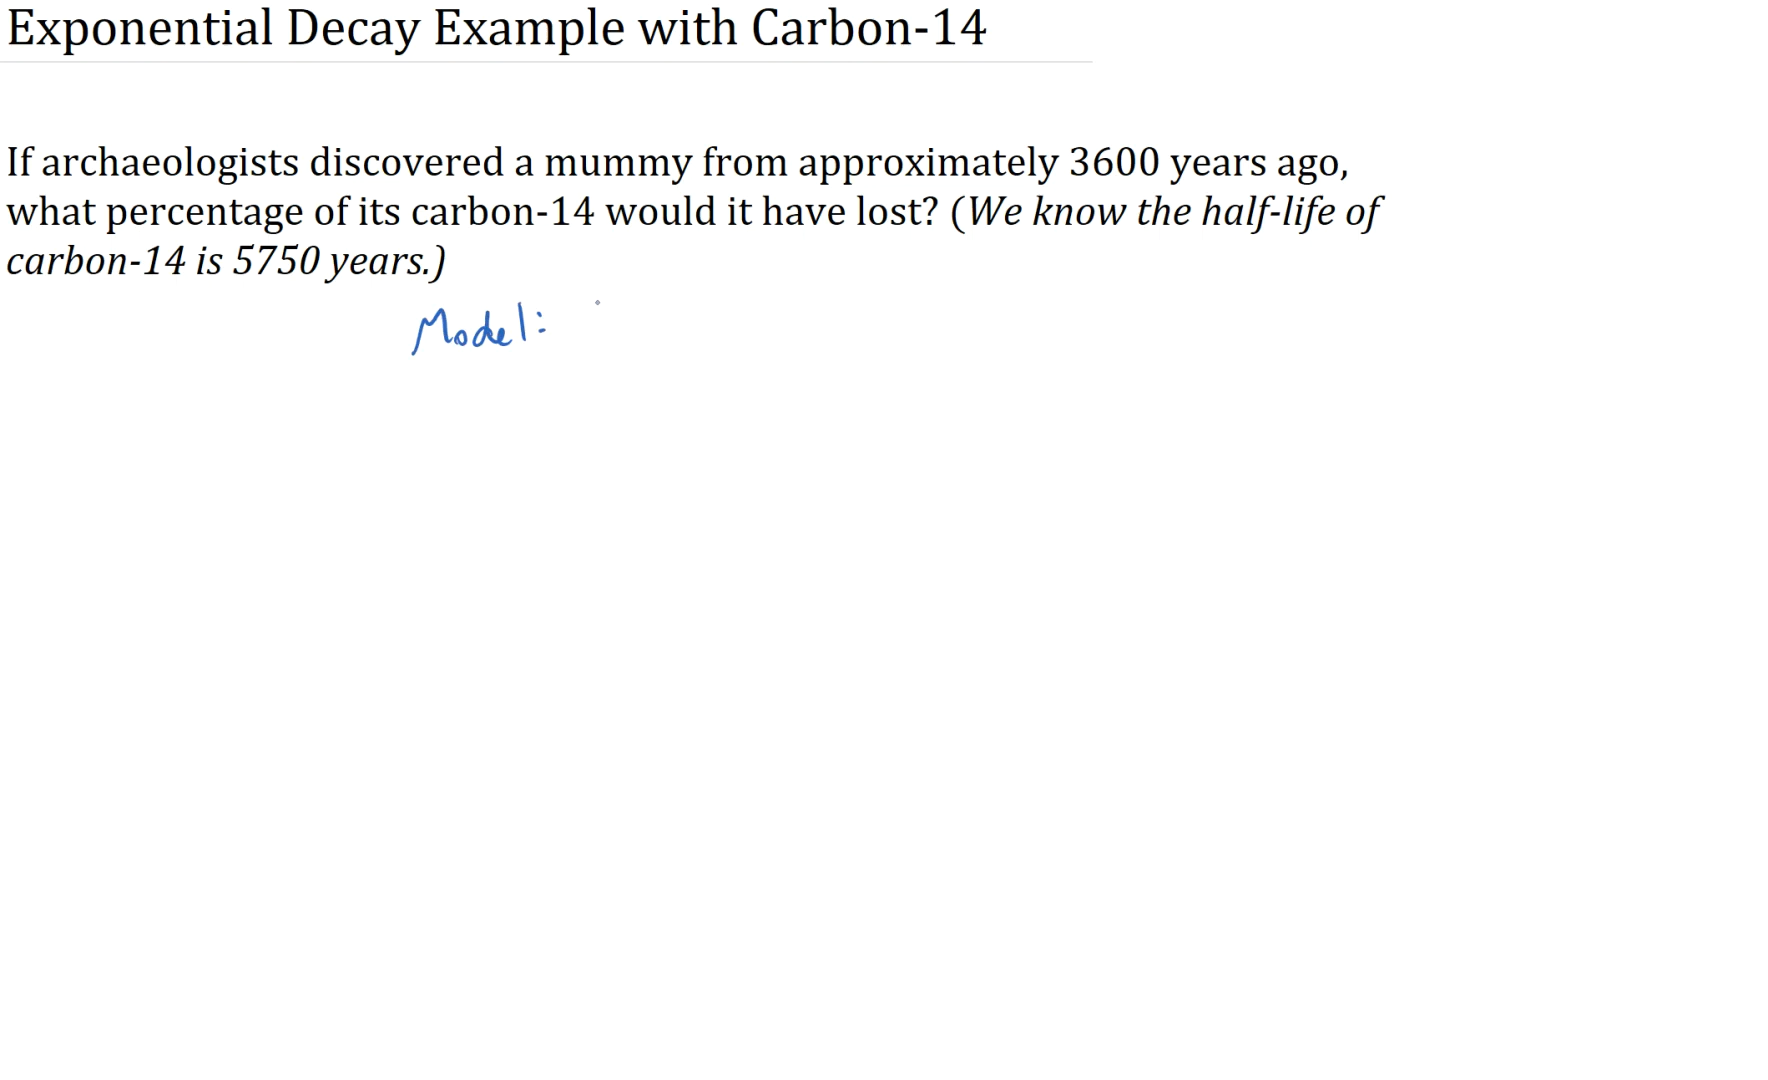 Exponential Decay Example with Carbon-14
If archaeologists discovered a mummy from approximately 3600 years ago,
what percentage of its carbon-14 would it have lost? (We know the half-life of
carbon-14 is 5750 years.)
Model: